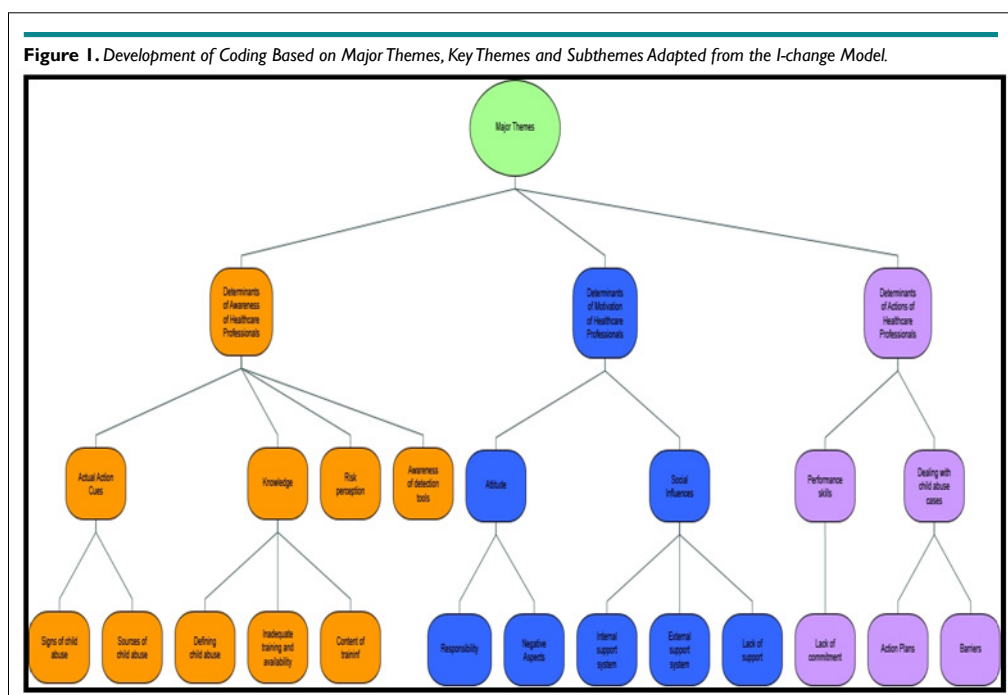 Figure 1. Development of Coding Based on Major Themes, Key Themes and Subthemes Adapted from the I-change Model.
Major Themes
Determinants
of Awareness
of Healthcare
Professionals
Determinants
of Motivation
of Healthcare
Professionals
Determinants
of Actions of
Healthcare
Professionals
Actual Action
Cues
Knowledge
Risk
perception
Awareness
of detection
tools
Attitude
Social
Influences
Performance
skills
Dealing with
child abuse
cases
Signs of child
abuse
Sources of
child abuse
Defining
child abuse
Inadequate
training and
availability
Content of
traininf
Responsibility
Negative
Aspects
Internal
support
system
External
support
system
Lack of
support
Lack of
commitment
Action Plans
Barriers